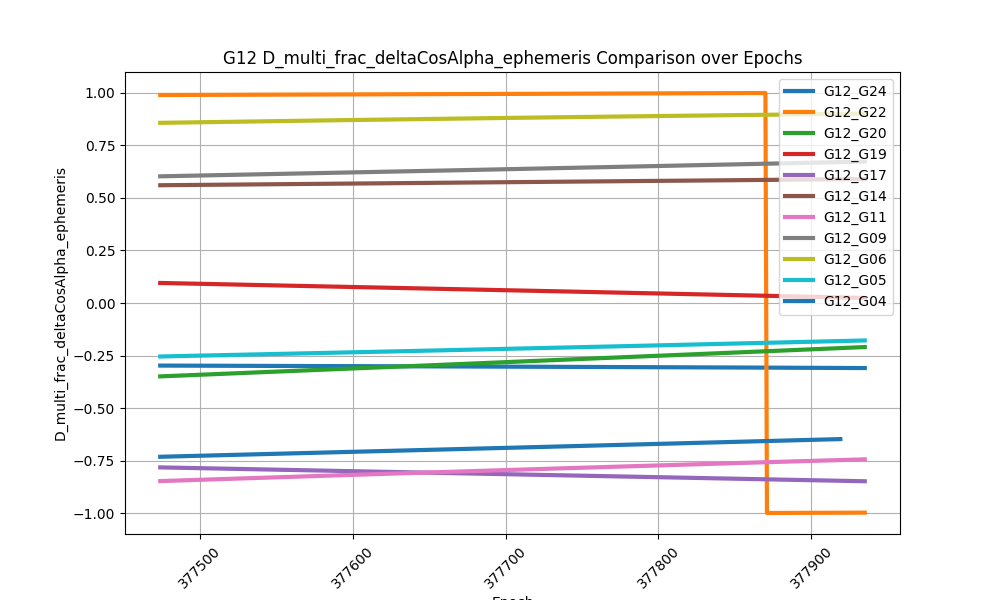 G12 D_multi_frac_deltaCosAlpha_ephemeris Comparison over Epochs
D_multi_frac_deltaCosAlpha_ephemeris
1.00
0.75
0.50
0.25
0.00
−0.25
−0.50
−0.75
−1.00
G12_G24
G12_G22
G12_G20
G12_G19
G12_G17
G12_G14
G12_G11
G12_G09
G12_G06
G12_G05
G12_G04
377500
377600
377700
377800
377900
Epoch